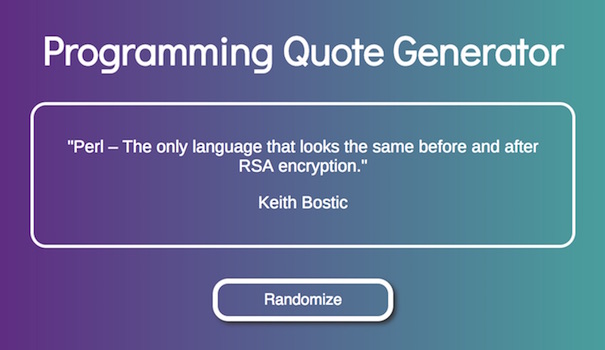 Programming Quote Generator
"Perl – The only language that looks the same before and after
RSA encryption."
Keith Bostic
Randomize